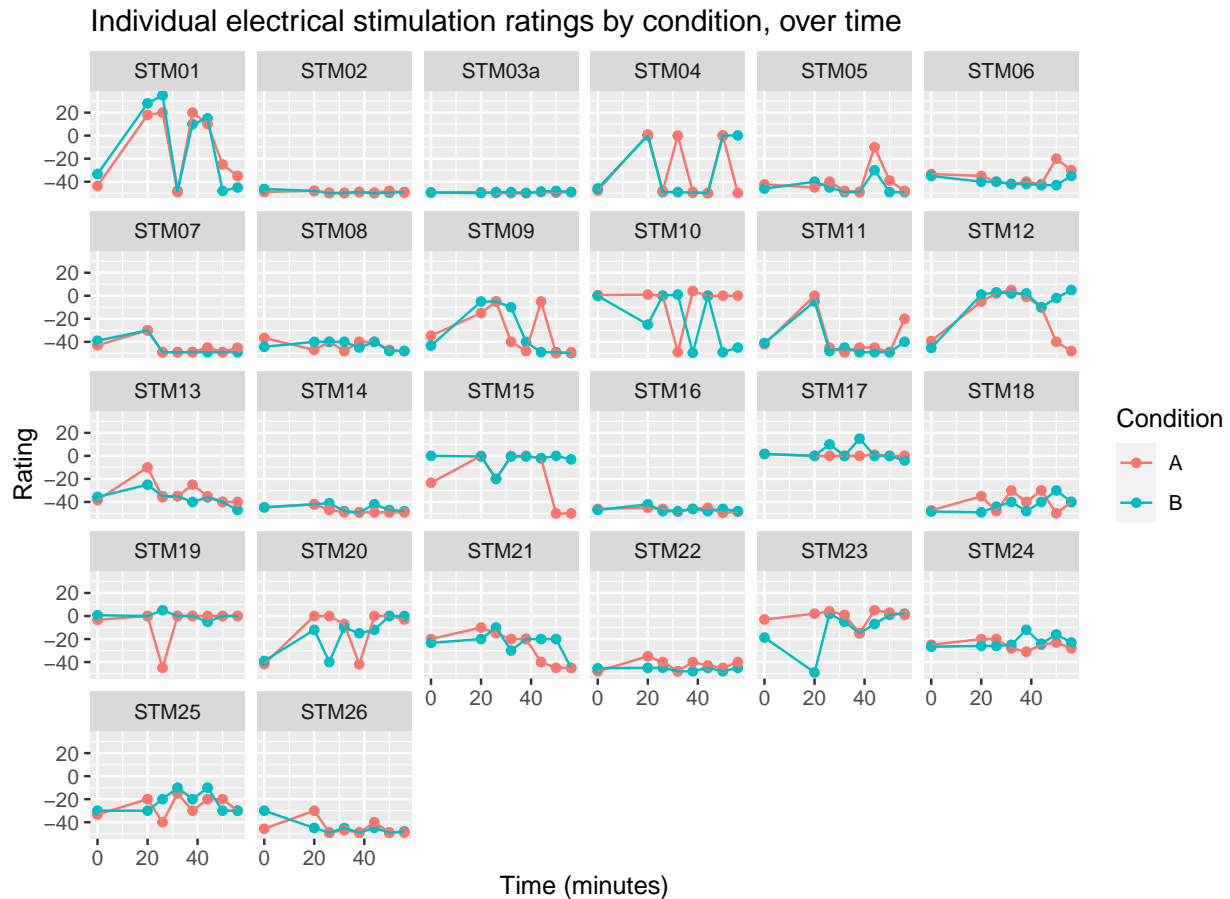 Individual electrical stimulation ratings by condition, over time
STM01 STM02 STM03a STM04 STM05 STM06
20
0
−20
−40
STM07 STM08 STM09 STM10 STM11 STM12
20
0
−20
−40
STM13 STM14 STM15 STM16 STM17 STM18
20
0
−20
−40
STM19 STM20 STM21 STM22 STM23 STM24
20
0
−20
−40
0 20 40 0 20 40 0 20 40 0 20 40
STM25 STM26
20
0
−20
−40
0 20 40 0 20 40
Rating
Time (minutes)
Condition
A
B